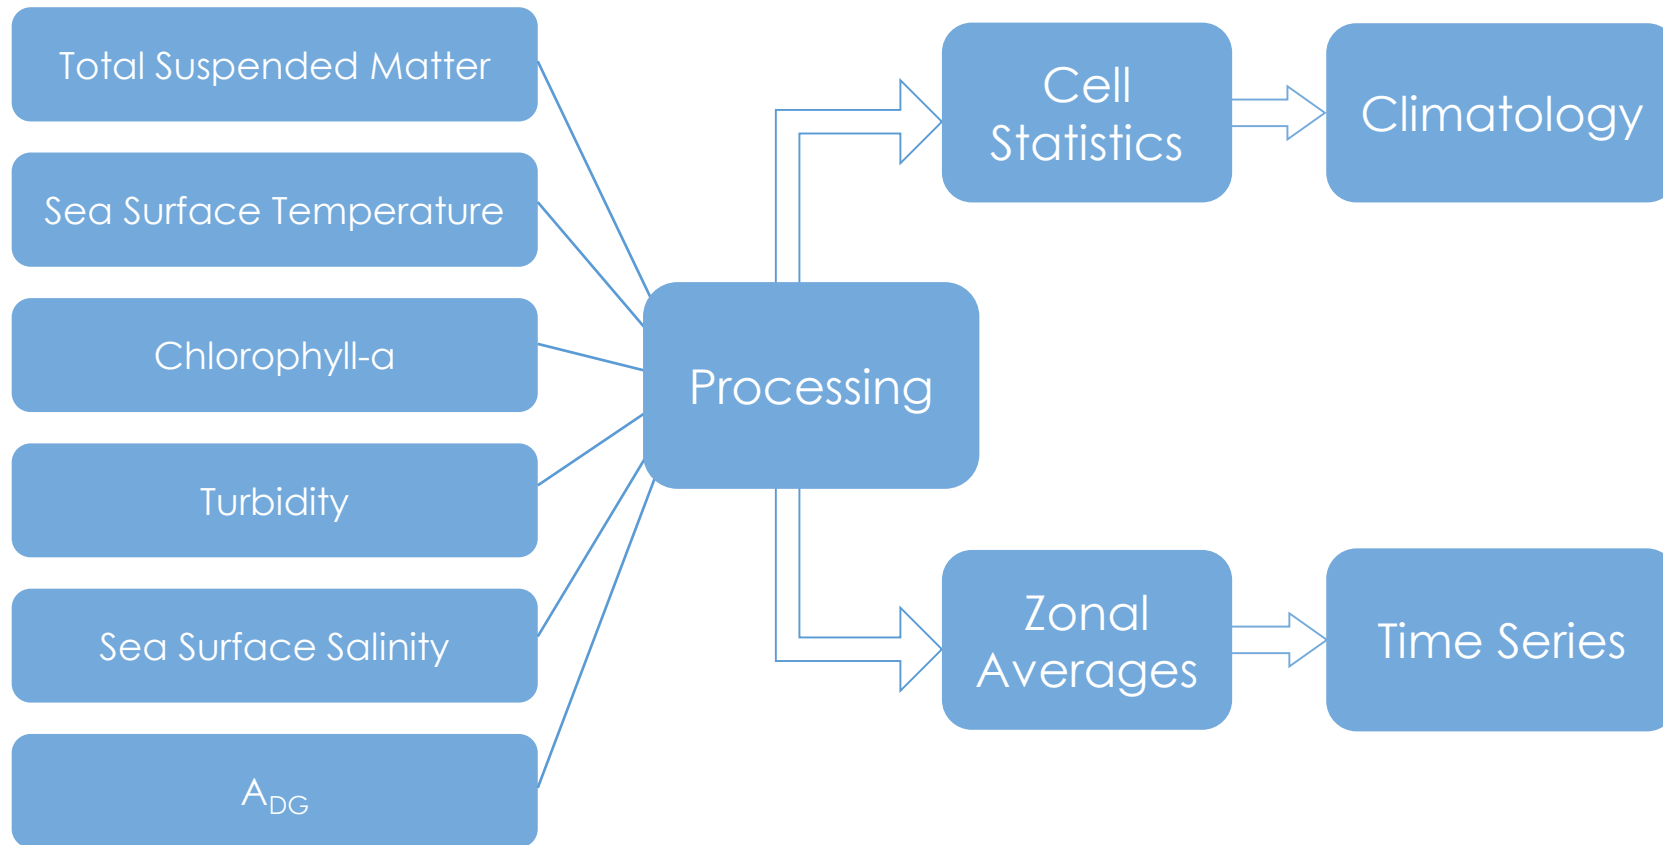 Total Suspended Matter
Sea Surface Temperature
Chlorophyll-a
Turbidity
Sea Surface Salinity
A_DG
Processing
Cell
Statistics
Climatology
Zonal
Averages
Time Series